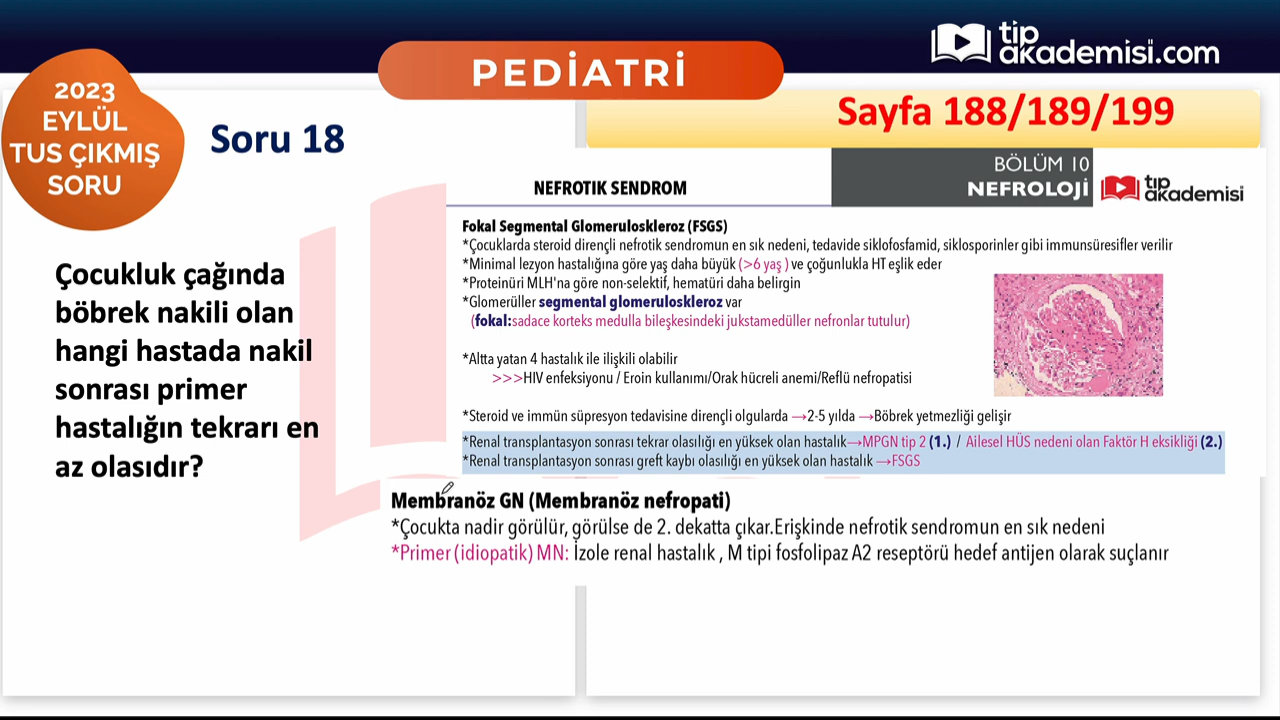 tip
akademisi.com
PEDİATRİ
2023
EYLÜL
TUS ÇIKMIŞ
SORU
Soru 18
Sayfa 188/189/199
BÖLÜM 10
NEFROLOJİ
tıp
akademisi
NEFROTIK SENDROM
Çocukluk çağında
böbrek nakili olan
hangi hastada nakil
sonrası primer
hastalığın tekrarı en
az olasıdır?
Fokal Segmental Glomeruloskleroz (FSGS)
*Çocuklarda steroid dirençli nefrotik sendromun en sık nedeni, tedavide siklofosfamid, siklosporinler gibi immunsüresifler verilir
*Minimal lezyon hastalığına göre yaş daha büyük (>6 yaş ) ve çoğunlukla HT eşlik eder
*Proteinüri MLH'na göre non-selektif, hematüri daha belirgin
*Glomerüller segmental glomeruloskleroz var
(fokal:sadace korteks medulla bileşkesindeki jukstamedüller nefronlar tutulur)
*Altta yatan 4 hastalık ile ilişkili olabilir
>>>HIV enfeksiyonu / Eroin kullanımı/Orak hücreli anemi/Reflü nefropatisi
*Steroid ve immün süpresyon tedavisine dirençli olgularda →2-5 yılda →Böbrek yetmezliği gelişir
*Renal transplantasyon sonrası tekrar olasılığı en yüksek olan hastalık→MPGN tip 2 (1.) / Ailesel HÜS nedeni olan Faktör H eksikliği (2.)
*Renal transplantasyon sonrası greft kaybı olasılığı en yüksek olan hastalık →FSGS
Membranöz GN (Membranöz nefropati)
*Çocukta nadir görülür, görülse de 2. dekatta çıkar.Erişkinde nefrotik sendromun en sık nedeni
*Primer (idiopatik) MN: İzole renal hastalık , M tipi fosfolipaz A2 reseptörü hedef antijen olarak suçlanır